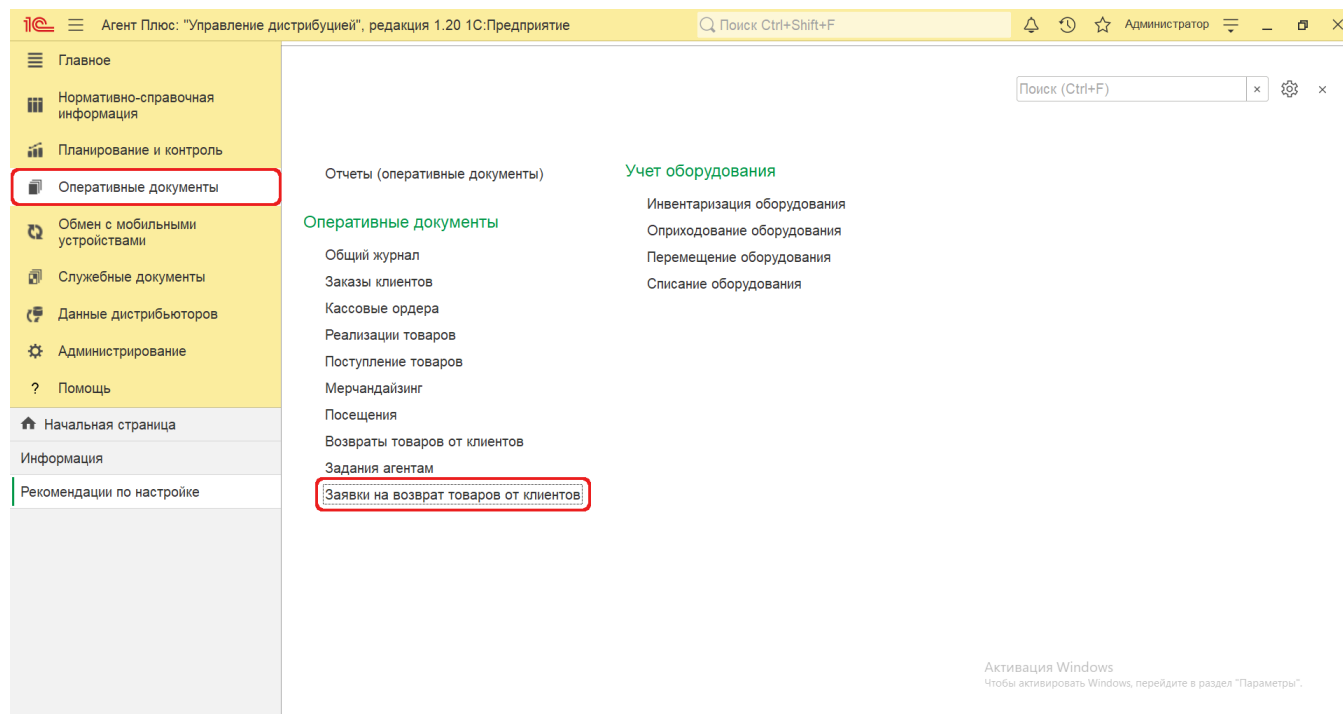 1С Агент Плюс: "Управление дистрибуцией", редакция 1.20 1С:Предприятие
Поиск Ctrl+Shift+F
Администратор
Главное
Нормативно-справочная
информация
Планирование и контроль
Оперативные документы
Обмен с мобильными
устройствами
Служебные документы
Данные дистрибьюторов
Администрирование
? Помощь
Начальная страница
Информация
Рекомендации по настройке
Поиск (Ctrl+F)
Отчеты (оперативные документы)
Оперативные документы
Общий журнал
Заказы клиентов
Кассовые ордера
Реализации товаров
Поступление товаров
Мерчандайзинг
Посещения
Возвраты товаров от клиентов
Задания агентам
Заявки на возврат товаров от клиентов
Учет оборудования
Инвентаризация оборудования
Оприходование оборудования
Перемещение оборудования
Списание оборудования
Активация Windows
Чтобы активировать Windows, перейдите в раздел "Параметры".